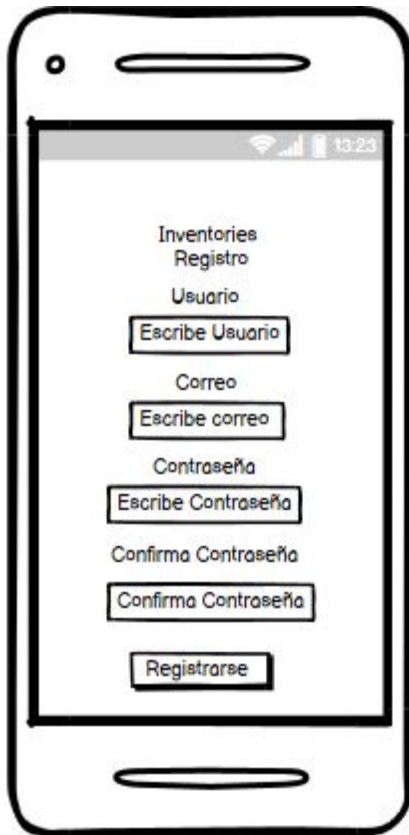 13:23
Inventories
Registro
Usuario
Escribe Usuario
Correo
Escribe correo
Contraseña
Escribe Contraseña
Confirma Contraseña
Confirma Contraseña
Registrarse